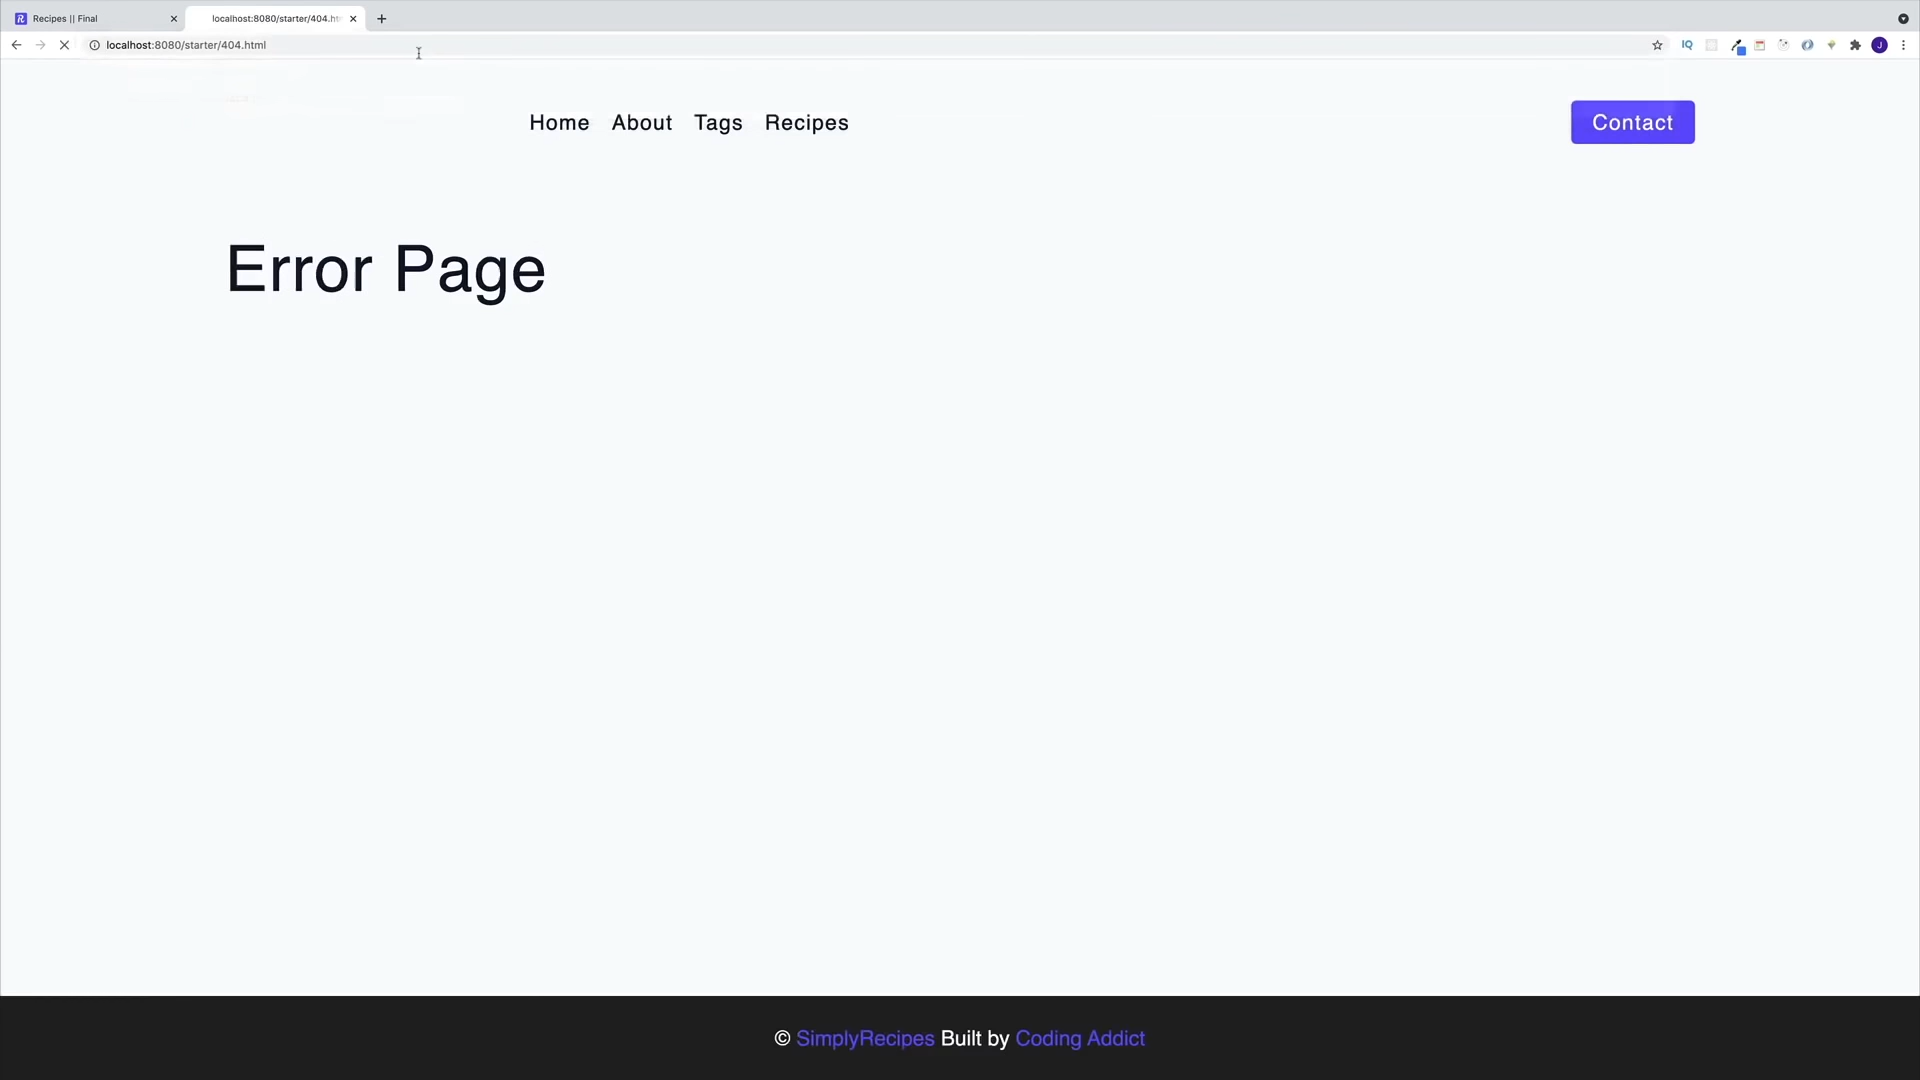 Recipes || Final
localhost:8080/starter/404.ht
localhost:8080/starter/404.html
IQ
J
Home About Tags Recipes
Contact
Error Page
© SimplyRecipes Built by Coding Addict